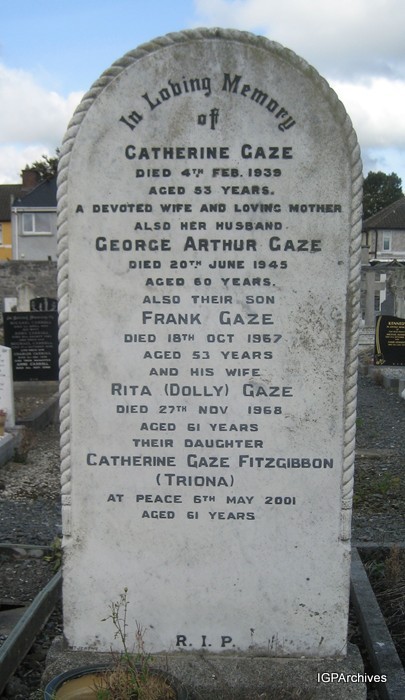 In Loving Memory
of
CATHERINE GAZE
DIED 4TH FEB. 1939
AGED 53 YEARS.
A DEVOTED WIFE AND LOVING MOTHER
ALSO HER HUSBAND
GEORGE ARTHUR GAZE
DIED 20TH JUNE 1945
AGED 60 YEARS.
ALSO THEIR SON
FRANK GAZE
DIED 18TH OCT 1967
AGED 53 YEARS
AND HIS WIFE
RITA (DOLLY) GAZE
DIED 27TH NOV 1968
AGED 61 YEARS
THEIR DAUGHTER
CATHERINE GAZE FITZGIBBON
(TRIONA)
AT PEACE 6TH MAY 2001
AGED 61 YEARS
R.I.P.
IGPArchives